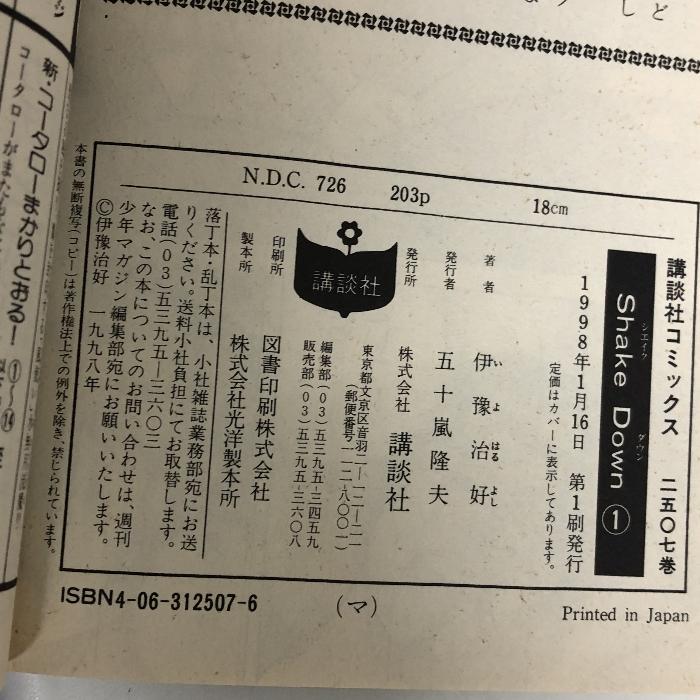 講談社コミックス 二五〇七巻
Shake Down ①
シエイク ダウン
1998年1月16日 第1刷発行
定価はカバーに表示してあります。
著者 伊豫治好
いよはるよし
発行者 五十嵐隆夫
発行所 株式会社 講談社
東京都文京区音羽二―一二―二一
(郵便番号一一二―八〇〇一)
編集部(〇三)五三九五―三四五九
販売部(〇三)五三九五―三六〇八
講談社
印刷所 図書印刷株式会社
製本所 株式会社光洋製本所
落丁本・乱丁本は、小社雑誌業務部宛にお送
りください。送料小社負担にてお取替します。
電話(〇三)五三九五―三六〇三
なお、この本についてのお問い合わせは、週刊
少年マガジン編集部宛にお願いいたします。
Ⓒ伊豫治好 一九九八年
本書の無断複写(コピー)は著作権法上での例外を除き、禁じられています。
N.D.C. 726 203p 18cm
ISBN4-06-312507-6 (マ) Printed in Japan
新・コータローまかりとおる! ①〜⑭
コータローがまた